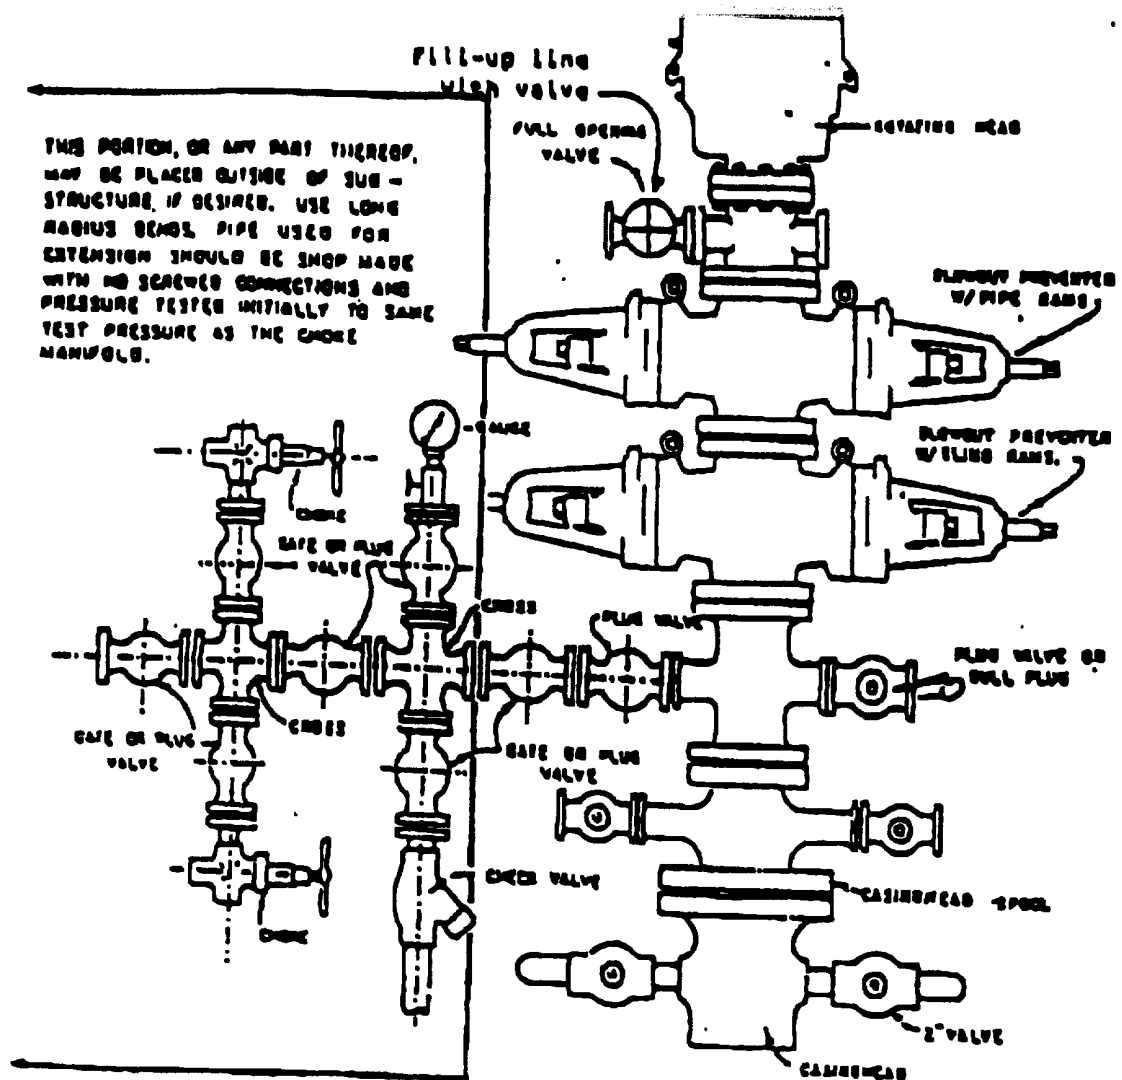 Fill-up line
with valve
FULL OPENING
VALVE
ROTATING HEAD
THIS PORTION, OR ANY PART THEREOF,
MAY BE PLACED OUTSIDE OF SUB-
STRUCTURE, IF DESIRED. USE LONG
RADIUS BENDS. PIPE USED FOR
EXTENSION SHOULD BE SHOP MADE
WITH NO SCREWED CONNECTIONS AND
PRESSURE TESTED INITIALLY TO SAME
TEST PRESSURE AS THE CHOKE
MANIFOLD.
BLOWOUT PREVENTER
W/ PIPE RAMS.
GAUGE
BLOWOUT PREVENTER
W/ BLIND RAMS.
CHOKE
GATE OR PLUG
VALVE
CROSS
PLUG VALVE
PLUG VALVE OR
BULL PLUG
CROSS
GATE OR PLUG
VALVE
GATE OR PLUG
VALVE
CHECK VALVE
CASINGHEAD SPOOL
CHOKE
2" VALVE
CASINGHEAD